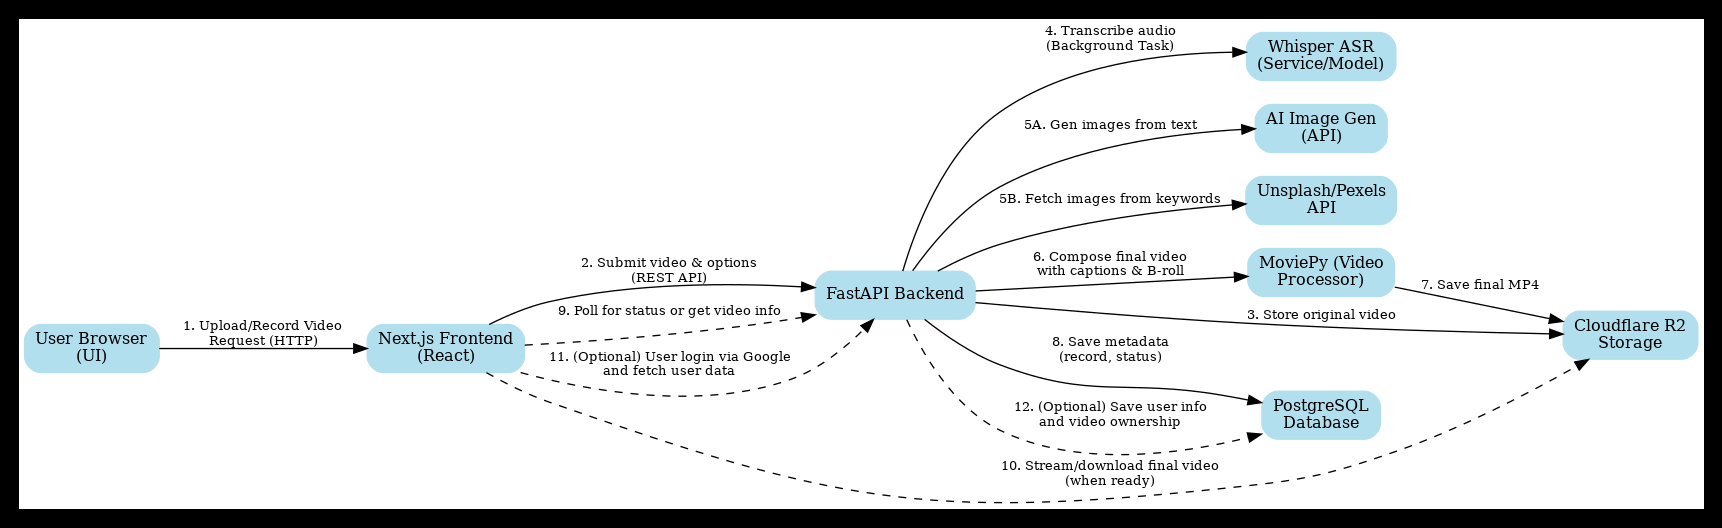 4. Transcribe audio
(Background Task)
Whisper ASR
(Service/Model)
5A. Gen images from text
AI Image Gen
(API)
5B. Fetch images from keywords
Unsplash/Pexels
API
2. Submit video & options
(REST API)
6. Compose final video
with captions & B-roll
MoviePy (Video
Processor)
7. Save final MP4
FastAPI Backend
9. Poll for status or get video info
3. Store original video
Cloudflare R2
Storage
User Browser
(UI)
1. Upload/Record Video
Request (HTTP)
Next.js Frontend
(React)
11. (Optional) User login via Google
and fetch user data
8. Save metadata
(record, status)
12. (Optional) Save user info
and video ownership
PostgreSQL
Database
10. Stream/download final video
(when ready)